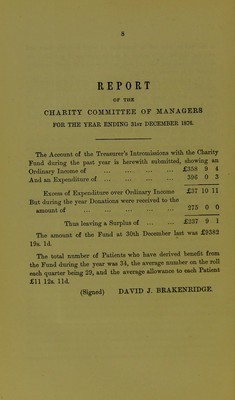 8
REPORT
OF THE
CHARITY COMMITTEE OF MANAGERS
FOR THE YEAR ENDING 31ST DECEMBER 1876.
The Account of the Treasurer's Intromissions with the Charity
Fund during the past year is herewith submitted, showing an
Ordinary Income of ... ... ... ... ... £358 9 4
And an Expenditure of ... ... ... ... ... 396 0 3
Excess of Expenditure over Ordinary Income £37 10 11
But during the year Donations were received to the
amount of ... ... ... ... ... ... 275 0 0
Thus leaving a Surplus of ... ... £237 9 1
The amount of the Fund at 30th December last was £9382
19s. 1d.
The total number of Patients who have derived benefit from
the Fund during the year was 34, the average number on the roll
each quarter being 29, and the average allowance to each Patient
£11 12s. 11d.
(Signed) DAVID J. BRAKENRIDGE.